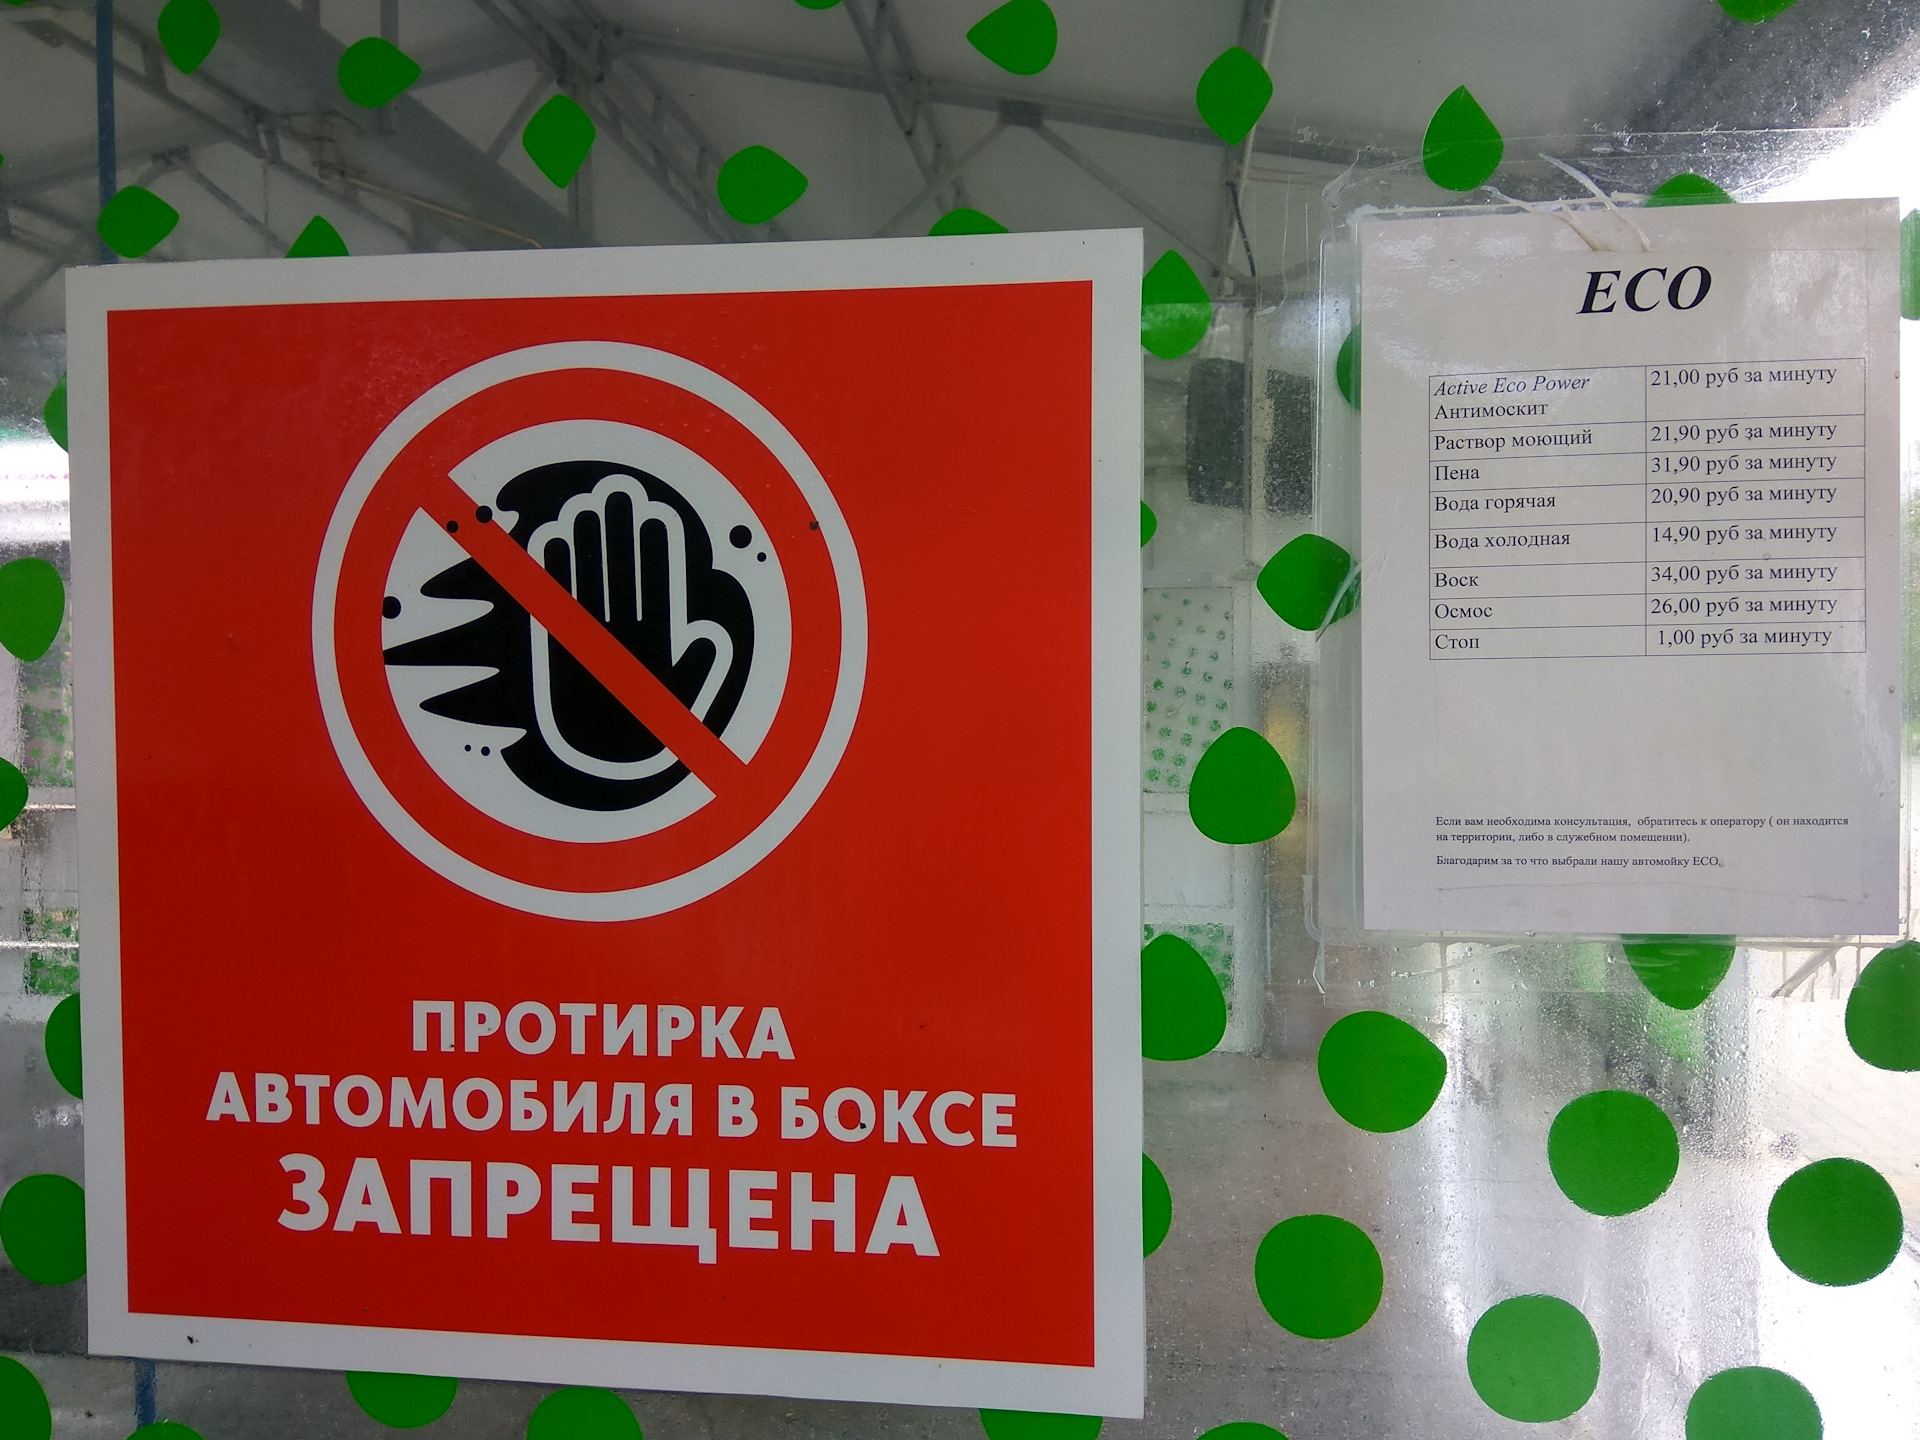 ПРОТИРКА
АВТОМОБИЛЯ В БОКСЕ
ЗАПРЕЩЕНА
ECO
Active Eco Power 21,00 руб за минуту
Антимоскит
Раствор моющий 21,90 руб за минуту
Пена 31,90 руб за минуту
Вода горячая 20,90 руб за минуту
Вода холодная 14,90 руб за минуту
Воск 34,00 руб за минуту
Осмос 26,00 руб за минуту
Стоп 1,00 руб за минуту
Если вам необходима консультация, обратитесь к оператору ( он находится
на территории, либо в служебном помещении).
Благодарим за то что выбрали нашу автомойку ECO.